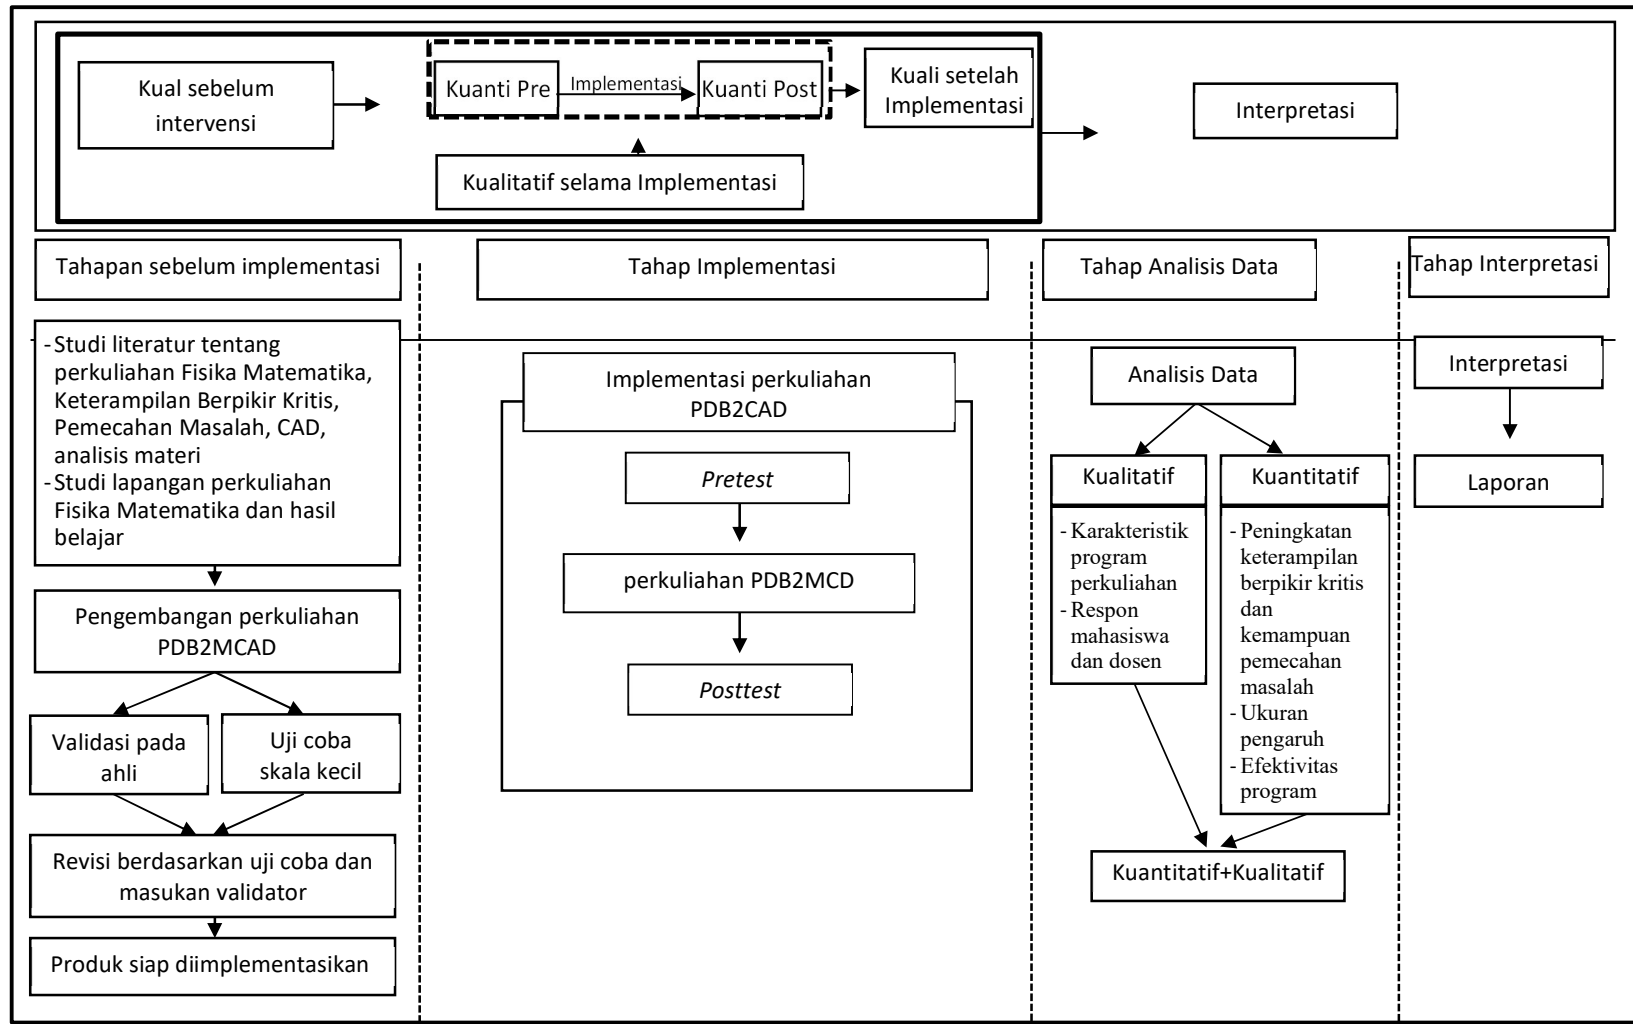 Kual sebelum
intervensi
Kuanti Pre
Implementasi
Kuanti Post
Kuali setelah
Implementasi
Interpretasi
Kualitatif selama Implementasi
Tahapan sebelum implementasi
Tahap Implementasi
Tahap Analisis Data
Tahap Interpretasi
- Studi literatur tentang
perkuliahan Fisika Matematika,
Keterampilan Berpikir Kritis,
Pemecahan Masalah, CAD,
analisis materi
- Studi lapangan perkuliahan
Fisika Matematika dan hasil
belajar
Pengembangan perkuliahan
PDB2MCAD
Validasi pada
ahli
Uji coba
skala kecil
Revisi berdasarkan uji coba dan
masukan validator
Produk siap diimplementasikan
Implementasi perkuliahan
PDB2CAD
Pretest
perkuliahan PDB2MCD
Posttest
Analisis Data
Kualitatif
- Karakteristik
program
perkuliahan
- Respon
mahasiswa
dan dosen
Kuantitatif
- Peningkatan
keterampilan
berpikir kritis
dan
kemampuan
pemecahan
masalah
- Ukuran
pengaruh
- Efektivitas
program
Kuantitatif+Kualitatif
Interpretasi
Laporan